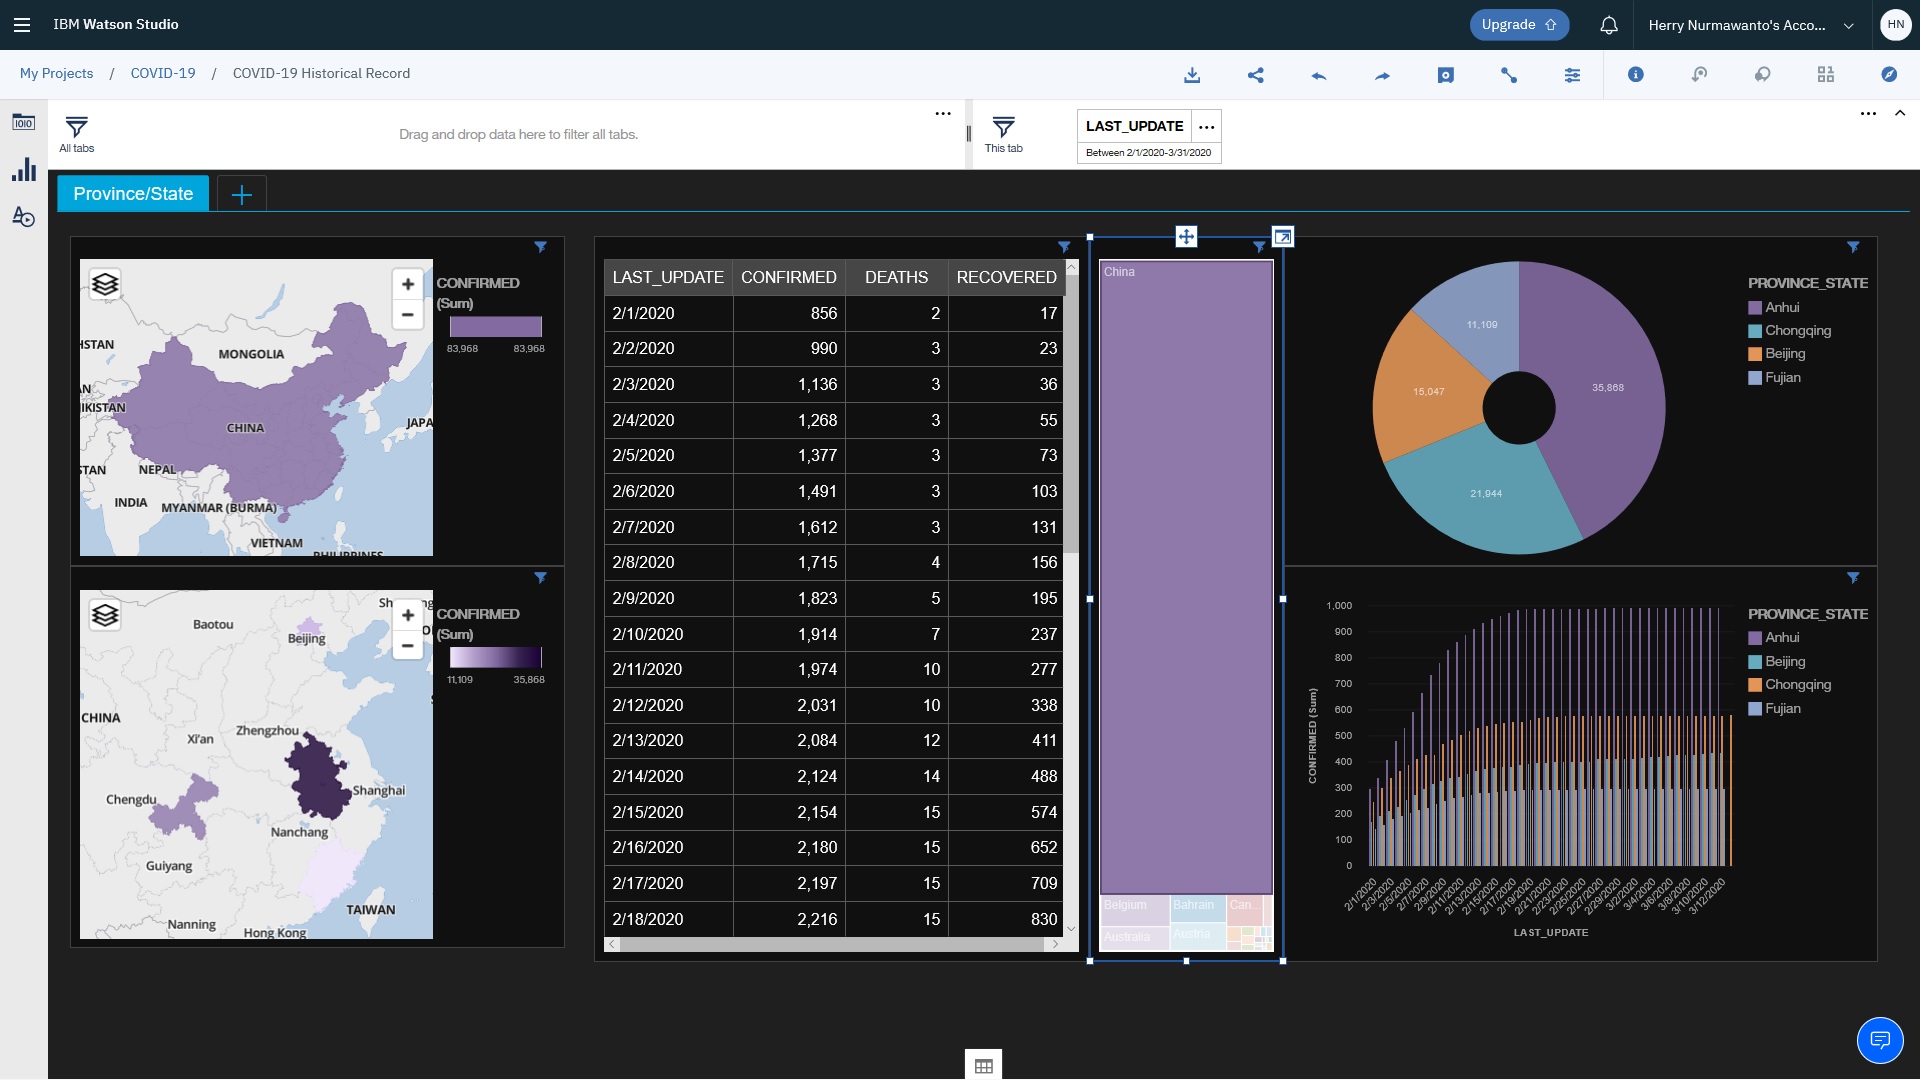 IBM Watson Studio
Upgrade
Herry Nurmawanto's Acco...
HN
My Projects / COVID-19 / COVID-19 Historical Record
All tabs
Drag and drop data here to filter all tabs.
This tab
LAST_UPDATE
Between 2/1/2020-3/31/2020
Province/State
CONFIRMED
(Sum)
83,968 83,968
HSTAN
MONGOLIA
AN
IKISTAN
CHINA
JAPA
STAN
NEPAL
INDIA
MYANMAR (BURMA)
VIETNAM
PHILIPPINES
CONFIRMED
(Sum)
11,109 35,868
Baotou
Beijing
CHINA
Xi'an
Zhengzhou
Chengdu
Shanghai
Nanchang
Guiyang
TAIWAN
Nanning
Hong Kong
LAST_UPDATE CONFIRMED DEATHS RECOVERED
2/1/2020 856 2 17
2/2/2020 990 3 23
2/3/2020 1,136 3 36
2/4/2020 1,268 3 55
2/5/2020 1,377 3 73
2/6/2020 1,491 3 103
2/7/2020 1,612 3 131
2/8/2020 1,715 4 156
2/9/2020 1,823 5 195
2/10/2020 1,914 7 237
2/11/2020 1,974 10 277
2/12/2020 2,031 10 338
2/13/2020 2,084 12 411
2/14/2020 2,124 14 488
2/15/2020 2,154 15 574
2/16/2020 2,180 15 652
2/17/2020 2,197 15 709
2/18/2020 2,216 15 830
China
Belgium
Bahrain
Can...
Australia
Austria
PROVINCE_STATE
Anhui
Chongqing
Beijing
Fujian
11,109
35,868
15,047
21,944
PROVINCE_STATE
Anhui
Beijing
Chongqing
Fujian
CONFIRMED (Sum)
1,000
900
800
700
600
500
400
300
200
100
0
2/1/2020
2/3/2020
2/5/2020
2/7/2020
2/9/2020
2/11/2020
2/13/2020
2/15/2020
2/17/2020
2/19/2020
2/21/2020
2/23/2020
2/25/2020
2/27/2020
2/29/2020
3/2/2020
3/4/2020
3/6/2020
3/8/2020
3/10/2020
3/12/2020
LAST_UPDATE